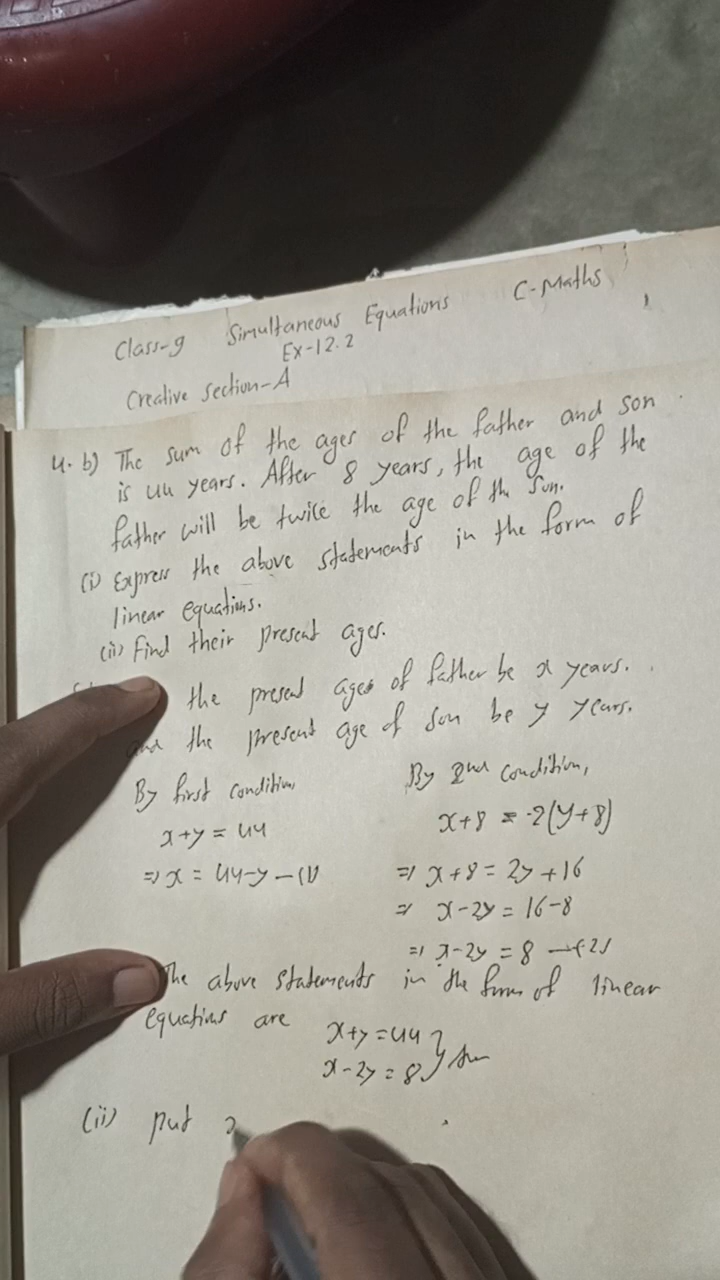 Class-9 Simultaneous Equations C-Maths
Ex-12.2
Creative section-A
4. b) The sum of the ages of the father and son
is 44 years. After 8 years, the age of the
father will be twice the age of the son.
(i) Express the above statements in the form of
linear equations.
(ii) Find their present ages.
the present ages of father be x years.
and the present age of son be y years.
By first condition,
x+y = 44
=> x = 44-y -(1)
By 2nd condition,
x+8 = 2(y+8)
=> x+8 = 2y+16
=> x-2y = 16-8
=> x-2y = 8 -(2)
The above statements in the form of linear
equations are
x+y = 44
x-2y = 8 } Ans
(ii) put